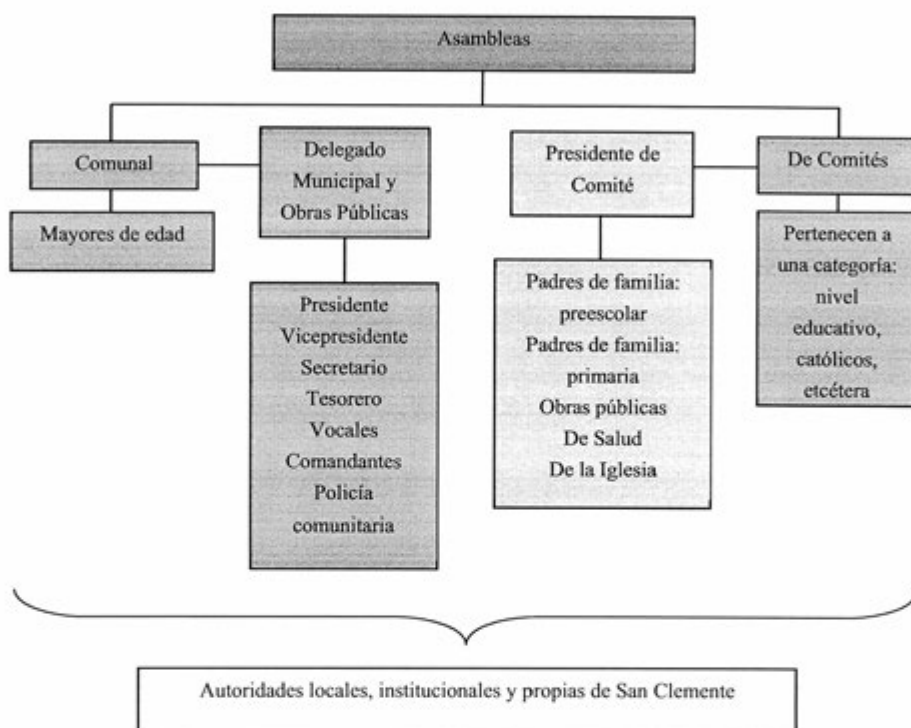 Asambleas
Comunal
Mayores de edad
Delegado
Municipal y
Obras Públicas
Presidente
Vicepresidente
Secretario
Tesorero
Vocales
Comandantes
Policía
comunitaria
Presidente de
Comité
Padres de familia:
preescolar
Padres de familia:
primaria
Obras públicas
De Salud
De la Iglesia
De Comités
Pertenecen a
una categoría:
nivel
educativo,
católicos,
etcétera
Autoridades locales, institucionales y propias de San Clemente